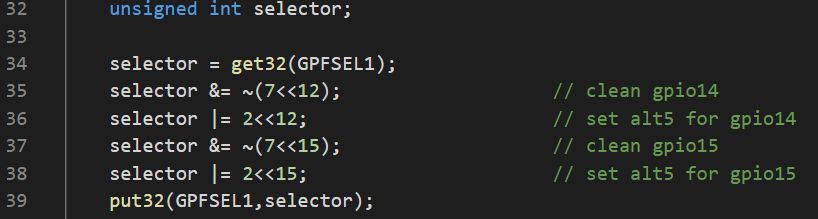 32 unsigned int selector;
33
34 selector = get32(GPFSEL1);
35 selector &= ~(7<<12); // clean gpio14
36 selector |= 2<<12; // set alt5 for gpio14
37 selector &= ~(7<<15); // clean gpio15
38 selector |= 2<<15; // set alt5 for gpio15
39 put32(GPFSEL1,selector);